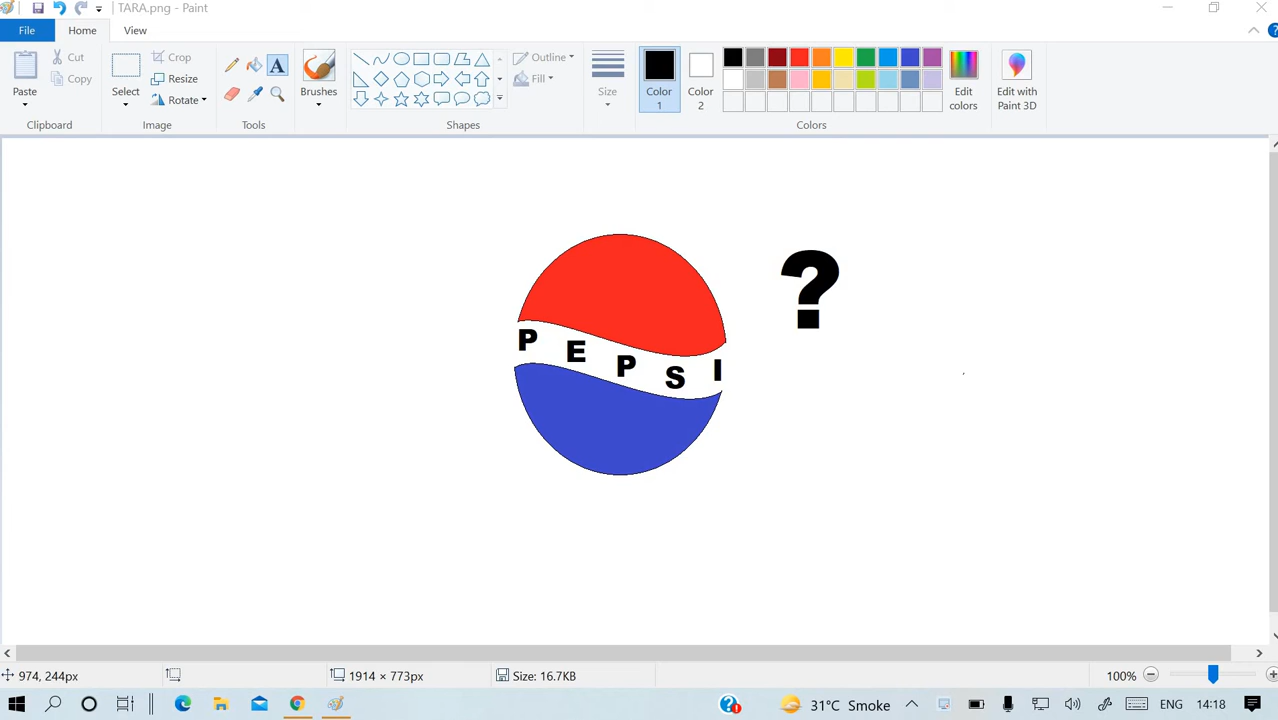 TARA.png - Paint
File Home View
Paste
Cut
Copy
Clipboard
Select
Crop
Resize
Rotate
Image
A
Tools
Brushes
Shapes
Outline
Fill
Size
Color 1
Color 2
Edit colors
Colors
Edit with Paint 3D
?
PEPSI
974, 244px
1914 × 773px
Size: 16.7KB
100%
31°C Smoke
ENG
14:18